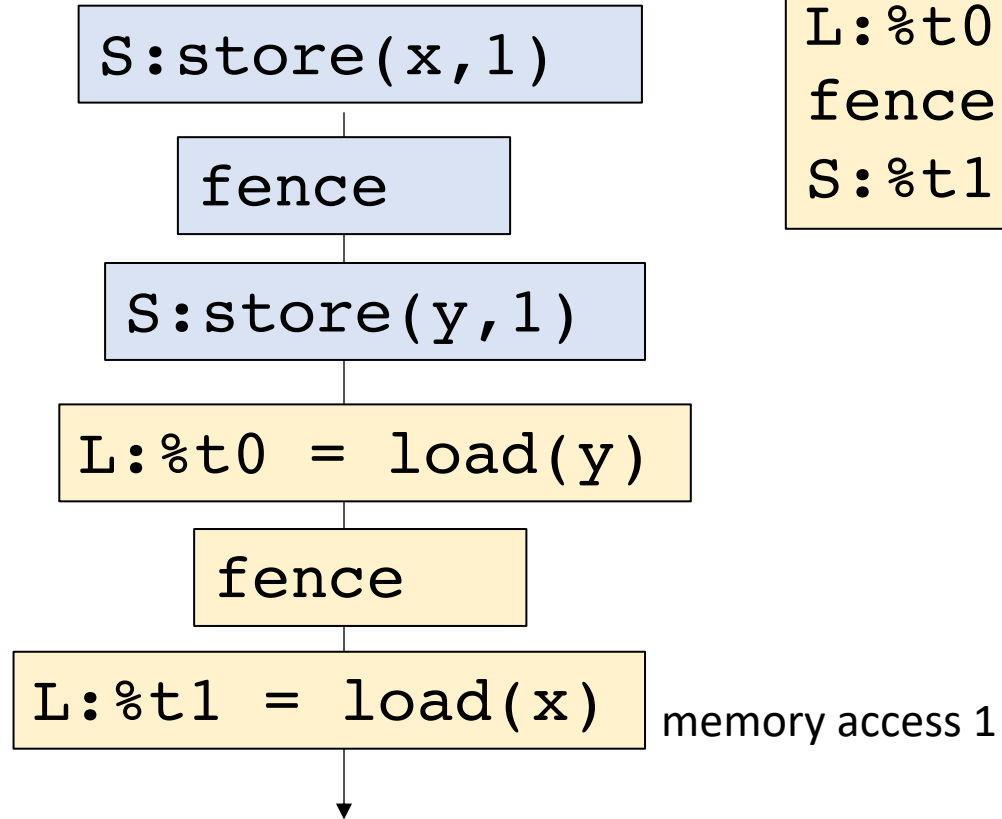 S:store(x,1)
fence
S:store(y,1)
L:%t0 = load(y)
fence
L:%t1 = load(x)
memory access 1
L:%t0
fence
S:%t1